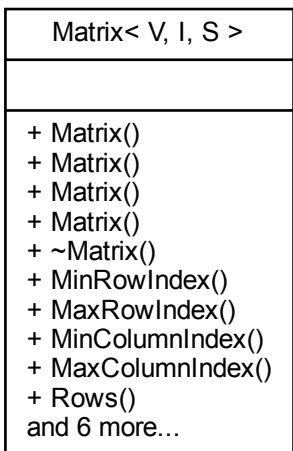 Matrix< V, I, S >
+ Matrix()
+ Matrix()
+ Matrix()
+ Matrix()
+ ~Matrix()
+ MinRowIndex()
+ MaxRowIndex()
+ MinColumnIndex()
+ MaxColumnIndex()
+ Rows()
and 6 more...